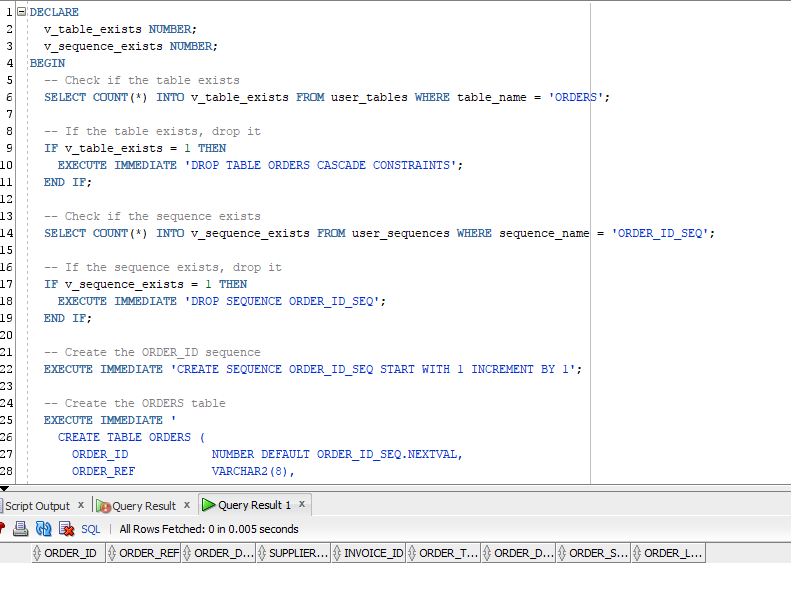 1 DECLARE
2 v_table_exists NUMBER;
3 v_sequence_exists NUMBER;
4 BEGIN
5 -- Check if the table exists
6 SELECT COUNT(*) INTO v_table_exists FROM user_tables WHERE table_name = 'ORDERS';
7
8 -- If the table exists, drop it
9 IF v_table_exists = 1 THEN
10 EXECUTE IMMEDIATE 'DROP TABLE ORDERS CASCADE CONSTRAINTS';
11 END IF;
12
13 -- Check if the sequence exists
14 SELECT COUNT(*) INTO v_sequence_exists FROM user_sequences WHERE sequence_name = 'ORDER_ID_SEQ';
15
16 -- If the sequence exists, drop it
17 IF v_sequence_exists = 1 THEN
18 EXECUTE IMMEDIATE 'DROP SEQUENCE ORDER_ID_SEQ';
19 END IF;
20
21 -- Create the ORDER_ID sequence
22 EXECUTE IMMEDIATE 'CREATE SEQUENCE ORDER_ID_SEQ START WITH 1 INCREMENT BY 1';
23
24 -- Create the ORDERS table
25 EXECUTE IMMEDIATE '
26 CREATE TABLE ORDERS (
27 ORDER_ID NUMBER DEFAULT ORDER_ID_SEQ.NEXTVAL,
28 ORDER_REF VARCHAR2(8),
Script Output x Query Result x Query Result 1 x
SQL | All Rows Fetched: 0 in 0.005 seconds
ORDER_ID ORDER_REF ORDER_D... SUPPLIER... INVOICE_ID ORDER_T... ORDER_D... ORDER_S... ORDER_L...